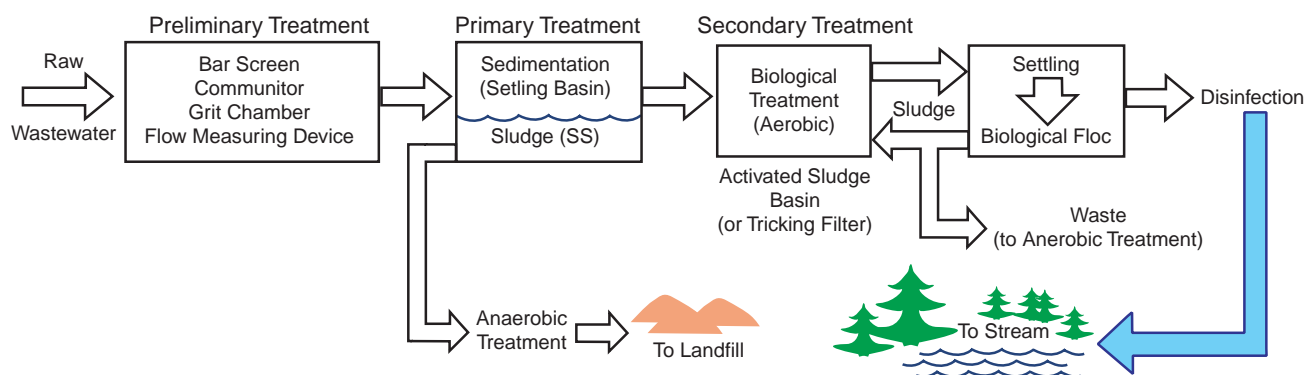 Preliminary Treatment
Primary Treatment
Secondary Treatment
Raw
Wastewater
Bar Screen
Communitor
Grit Chamber
Flow Measuring Device
Sedimentation
(Setling Basin)
Sludge (SS)
Biological
Treatment
(Aerobic)
Activated Sludge
Basin
(or Tricking Filter)
Sludge
Settling
Biological Floc
Disinfection
Waste
(to Anerobic Treatment)
Anaerobic
Treatment
To Landfill
To Stream